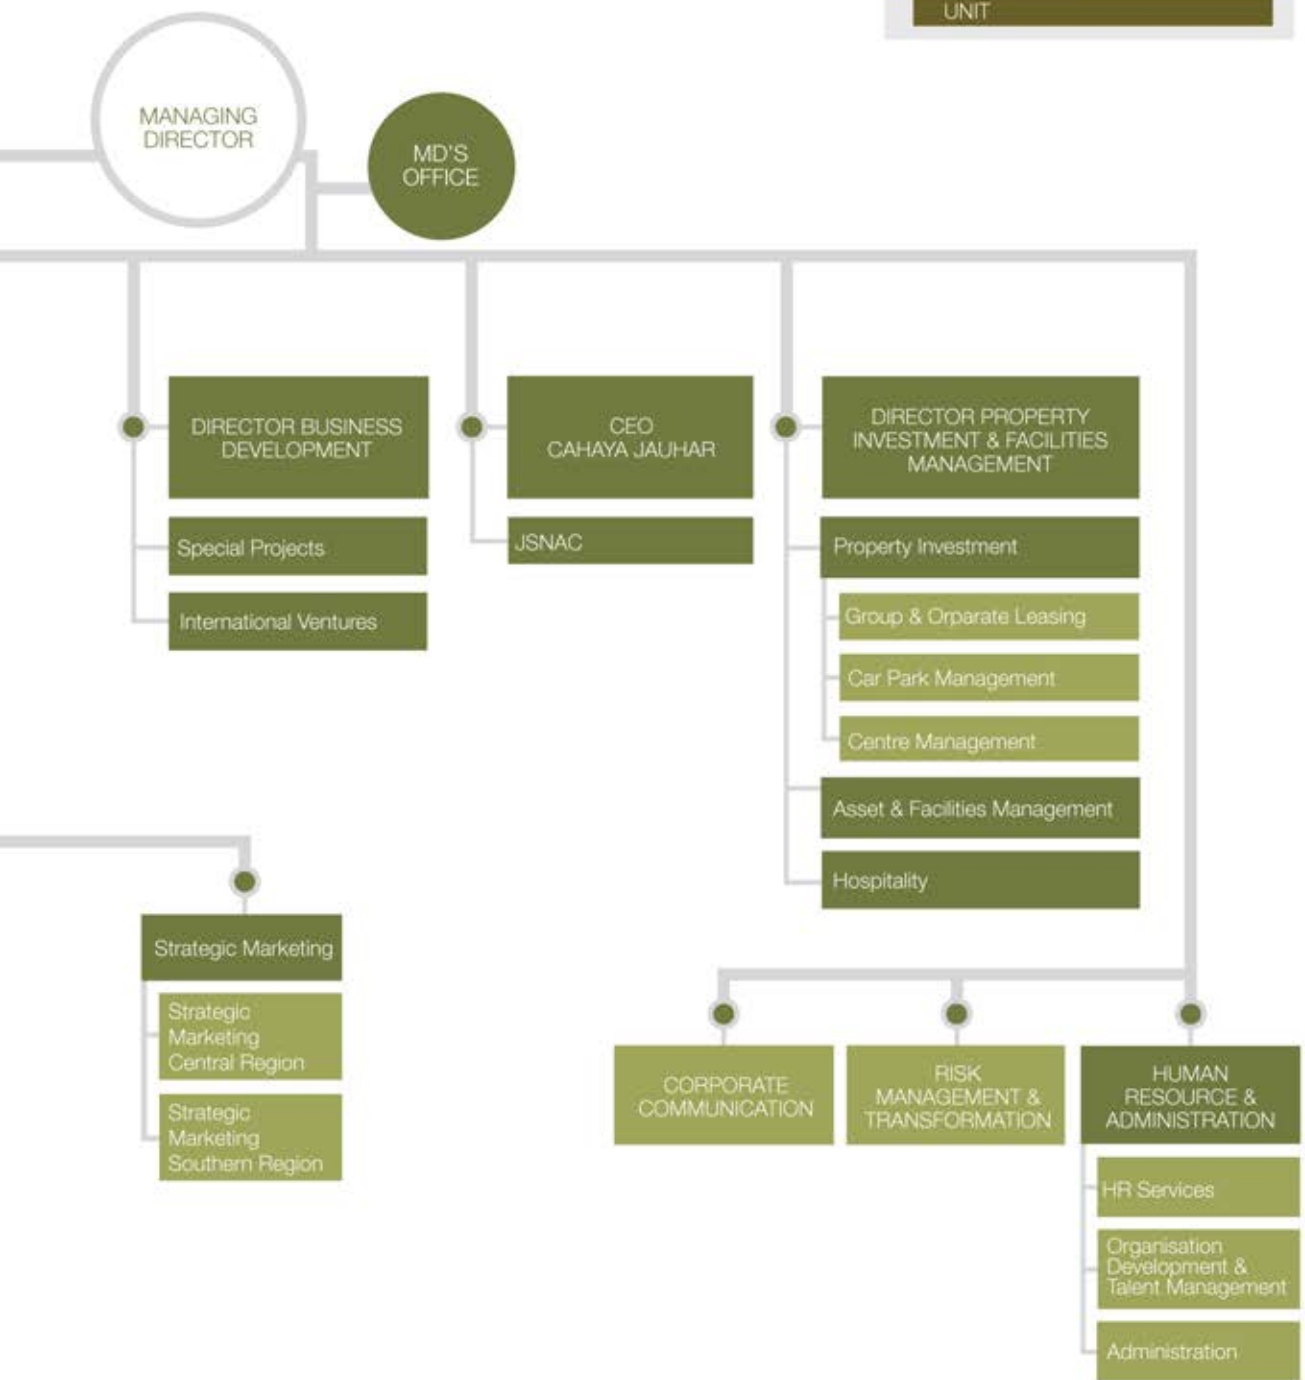 UNIT
MANAGING
DIRECTOR
MD'S
OFFICE
DIRECTOR BUSINESS
DEVELOPMENT
Special Projects
International Ventures
CEO
CAHAYA JAUHAR
JSNAC
DIRECTOR PROPERTY
INVESTMENT & FACILITIES
MANAGEMENT
Property Investment
Group & Orparate Leasing
Car Park Management
Centre Management
Asset & Facilities Management
Hospitality
Strategic Marketing
Strategic
Marketing
Central Region
Strategic
Marketing
Southern Region
CORPORATE
COMMUNICATION
RISK
MANAGEMENT &
TRANSFORMATION
HUMAN
RESOURCE &
ADMINISTRATION
HR Services
Organisation
Development &
Talent Management
Administration